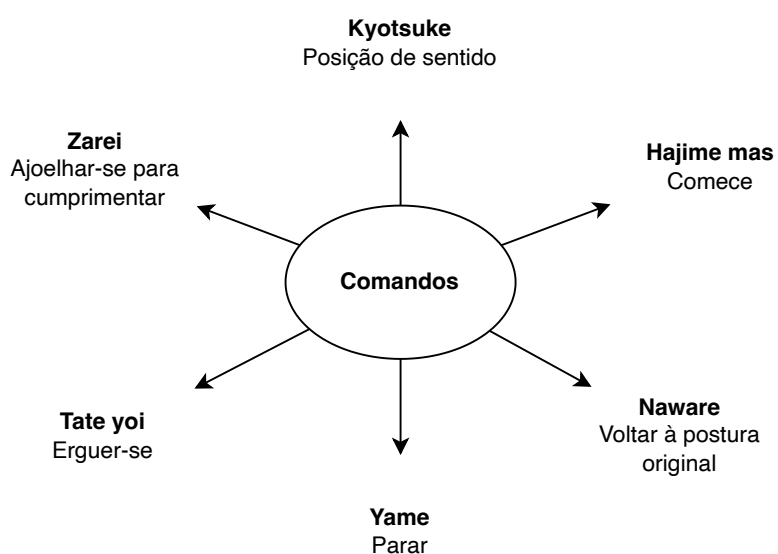 Kyotsuke
Posição de sentido
Zarei
Ajoelhar-se para
cumprimentar
Hajime mas
Comece
Comandos
Tate yoi
Erguer-se
Naware
Voltar à postura
original
Yame
Parar